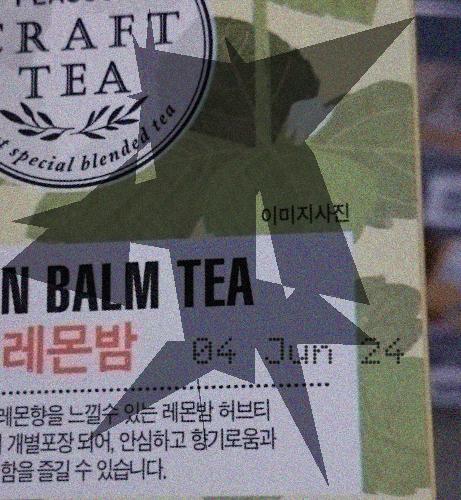 CRAFT
TEA
special blended tea
이미지사진
N BALM TEA
레몬밤
04 Jun 24
레몬향을 느낄수 있는 레몬밤 허브티
개별포장 되어, 안심하고 향기로움과
함을 즐길 수 있습니다.